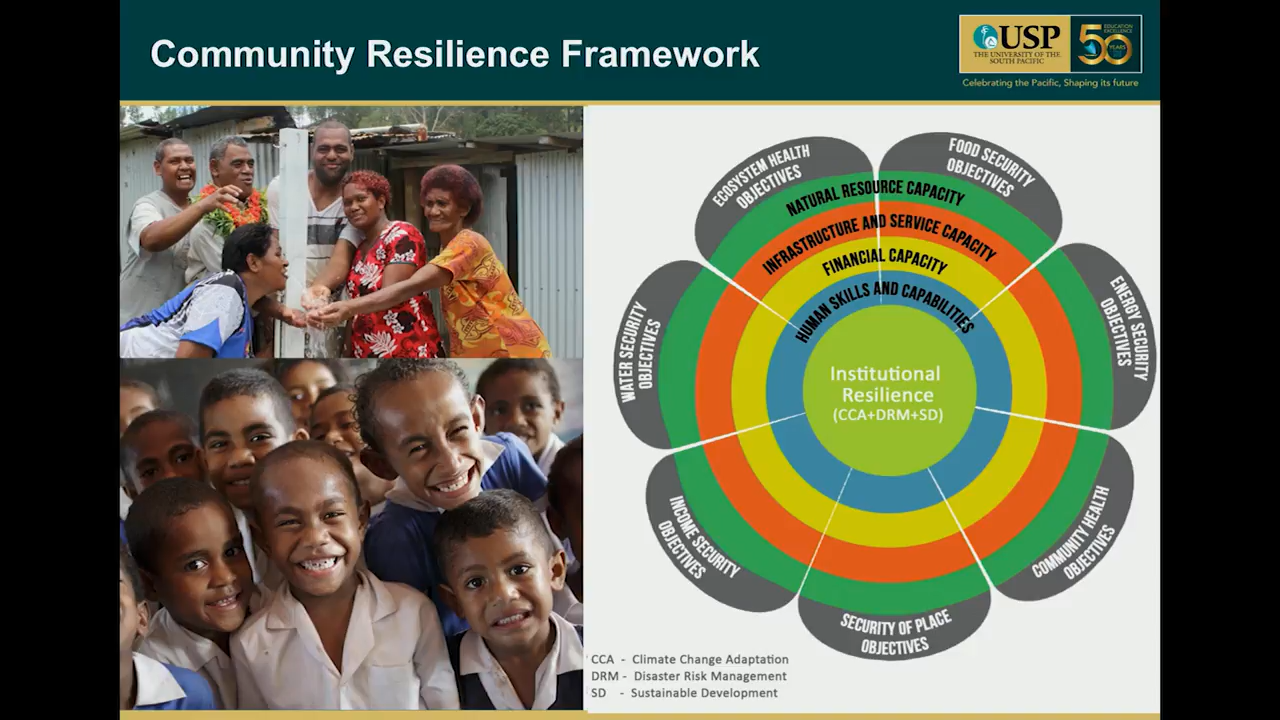 Community Resilience Framework
USP
THE UNIVERSITY OF THE
SOUTH PACIFIC
EDUCATION
EXCELLENCE
50
YEARS
Celebrating the Pacific, Shaping its future
ECOSYSTEM HEALTH
OBJECTIVES
FOOD SECURITY
OBJECTIVES
ENERGY SECURITY
OBJECTIVES
COMMUNITY HEALTH
OBJECTIVES
SECURITY OF PLACE
OBJECTIVES
INCOME SECURITY
OBJECTIVES
WATER SECURITY
OBJECTIVES
NATURAL RESOURCE CAPACITY
INFRASTRUCTURE AND SERVICE CAPACITY
FINANCIAL CAPACITY
HUMAN SKILLS AND CAPABILITIES
Institutional
Resilience
(CCA+DRM+SD)
CCA - Climate Change Adaptation
DRM - Disaster Risk Management
SD - Sustainable Development